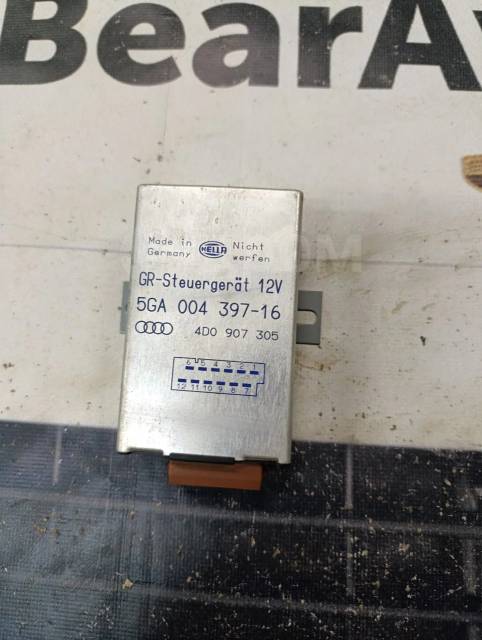 BearAv
Made in Germany
HELLA
Nicht werfen
GR-Steuergerät 12V
5GA 004 397-16
4D0 907 305
6 5 4 3 2 1
12 11 10 9 8 7